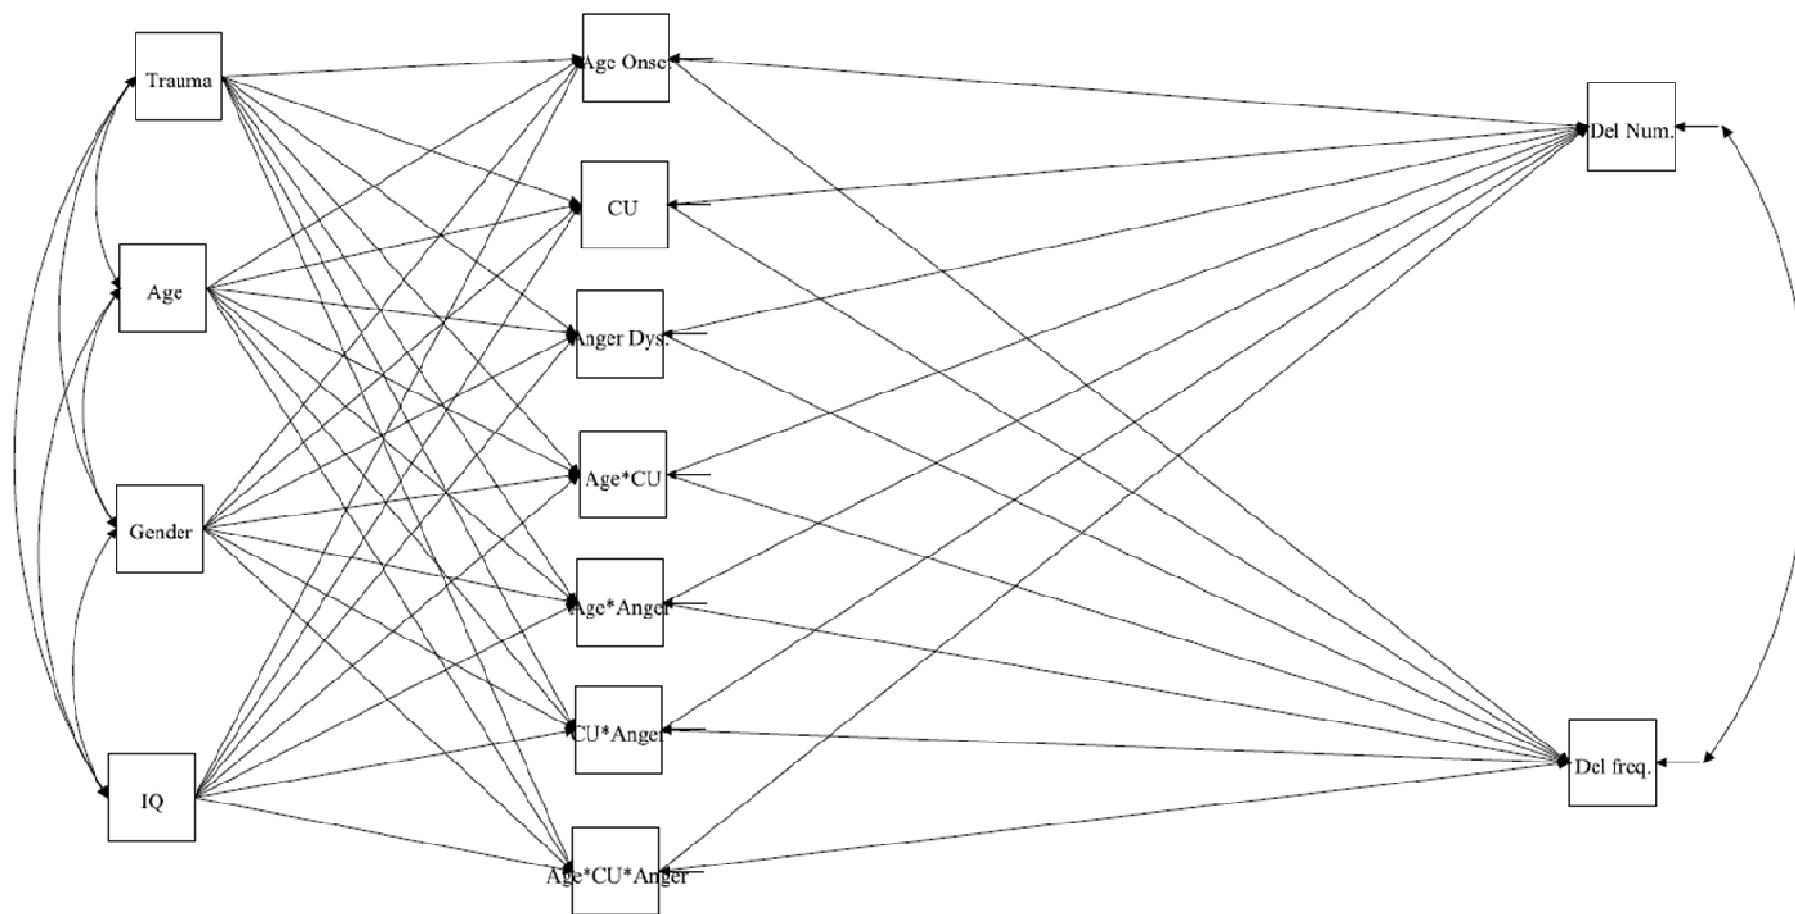 Trauma
Age
Gender
IQ
Age Onse.
CU
Anger Dys.
Age*CU
Age*Anger
CU*Anger
Age*CU*Anger
Del Num.
Del freq.